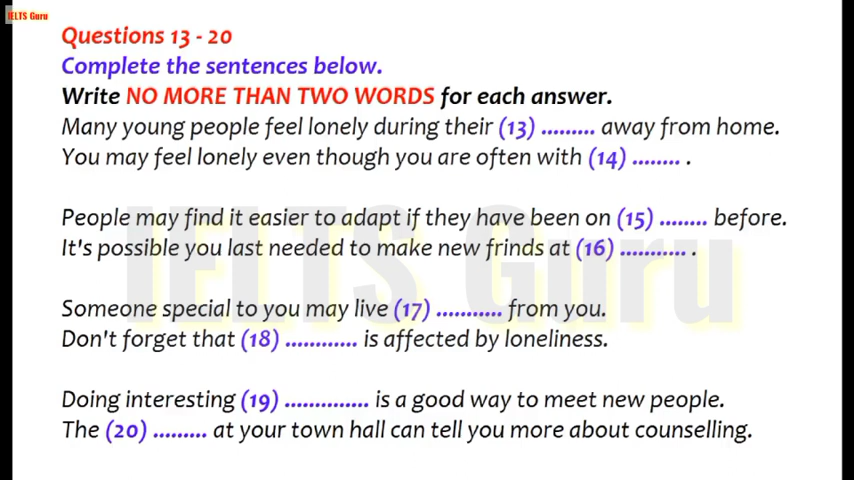 IELTS Guru
Questions 13 - 20
Complete the sentences below.
Write NO MORE THAN TWO WORDS for each answer.
Many young people feel lonely during their (13) ......... away from home.
You may feel lonely even though you are often with (14) ........ .
People may find it easier to adapt if they have been on (15) ........ before.
It's possible you last needed to make new frinds at (16) ........... .
Someone special to you may live (17) ........... from you.
Don't forget that (18) ............ is affected by loneliness.
Doing interesting (19) .............. is a good way to meet new people.
The (20) ......... at your town hall can tell you more about counselling.
IELTS Guru